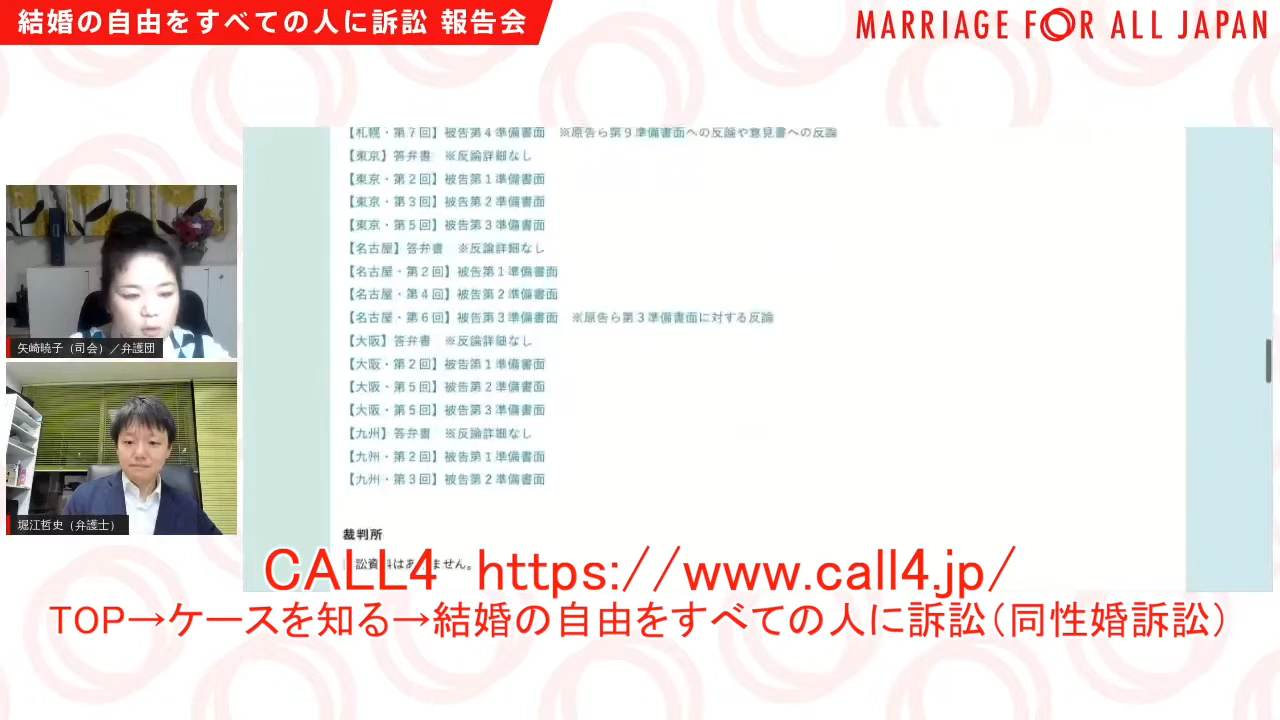 結婚の自由をすべての人に訴訟 報告会
MARRIAGE FOR ALL JAPAN
【札幌・第７回】被告第４準備書面　※原告ら第９準備書面への反論や意見書への反論
【東京】答弁書　※反論詳細なし
【東京・第２回】被告第１準備書面
【東京・第３回】被告第２準備書面
【東京・第５回】被告第３準備書面
【名古屋】答弁書　※反論詳細なし
【名古屋・第２回】被告第１準備書面
【名古屋・第４回】被告第２準備書面
【名古屋・第６回】被告第３準備書面　※原告ら第３準備書面に対する反論
【大阪】答弁書　※反論詳細なし
【大阪・第２回】被告第１準備書面
【大阪・第５回】被告第２準備書面
【大阪・第５回】被告第３準備書面
【九州】答弁書　※反論詳細なし
【九州・第２回】被告第１準備書面
【九州・第３回】被告第２準備書面
裁判所
訟資料はありません。
矢崎暁子（司会）／弁護団
堀江哲史（弁護士）
CALL4　https://www.call4.jp/
TOP→ケースを知る→結婚の自由をすべての人に訴訟（同性婚訴訟）